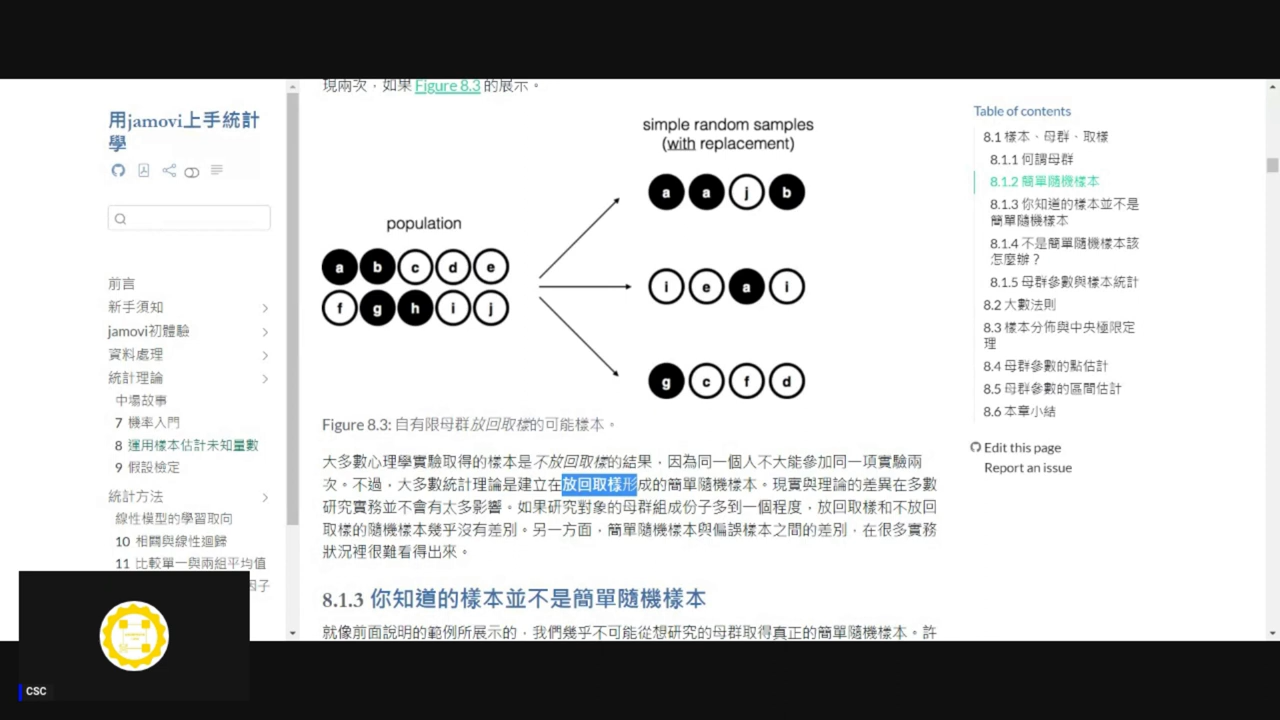 用jamovi上手統計
學
前言
新手須知
jamovi初體驗
資料處理
統計理論
中場故事
7 機率入門
8 運用樣本估計未知量數
9 假設檢定
統計方法
線性模型的學習取向
10 相關與線性迴歸
11 比較單一與兩組平均值
因子
CSC
現兩次，如果 Figure 8.3 的展示。
simple random samples
(with replacement)
population
a b c d e
f g h i j
a a j b
i e a i
g c f d
Figure 8.3: 自有限母群放回取樣的可能樣本。
大多數心理學實驗取得的樣本是不放回取樣的結果，因為同一個人不大能參加同一項實驗兩
次。不過，大多數統計理論是建立在放回取樣形成的簡單隨機樣本。現實與理論的差異在多數
研究實務並不會有太多影響。如果研究對象的母群組成份子多到一個程度，放回取樣和不放回
取樣的隨機樣本幾乎沒有差別。另一方面，簡單隨機樣本與偏誤樣本之間的差別，在很多實務
狀況裡很難看得出來。
8.1.3 你知道的樣本並不是簡單隨機樣本
就像前面說明的範例所展示的，我們幾乎不可能從想研究的母群取得真正的簡單隨機樣本。許
Table of contents
8.1 樣本、母群、取樣
8.1.1 何謂母群
8.1.2 簡單隨機樣本
8.1.3 你知道的樣本並不是
簡單隨機樣本
8.1.4 不是簡單隨機樣本該
怎麼辦？
8.1.5 母群參數與樣本統計
8.2 大數法則
8.3 樣本分佈與中央極限定
理
8.4 母群參數的點估計
8.5 母群參數的區間估計
8.6 本章小結
Edit this page
Report an issue